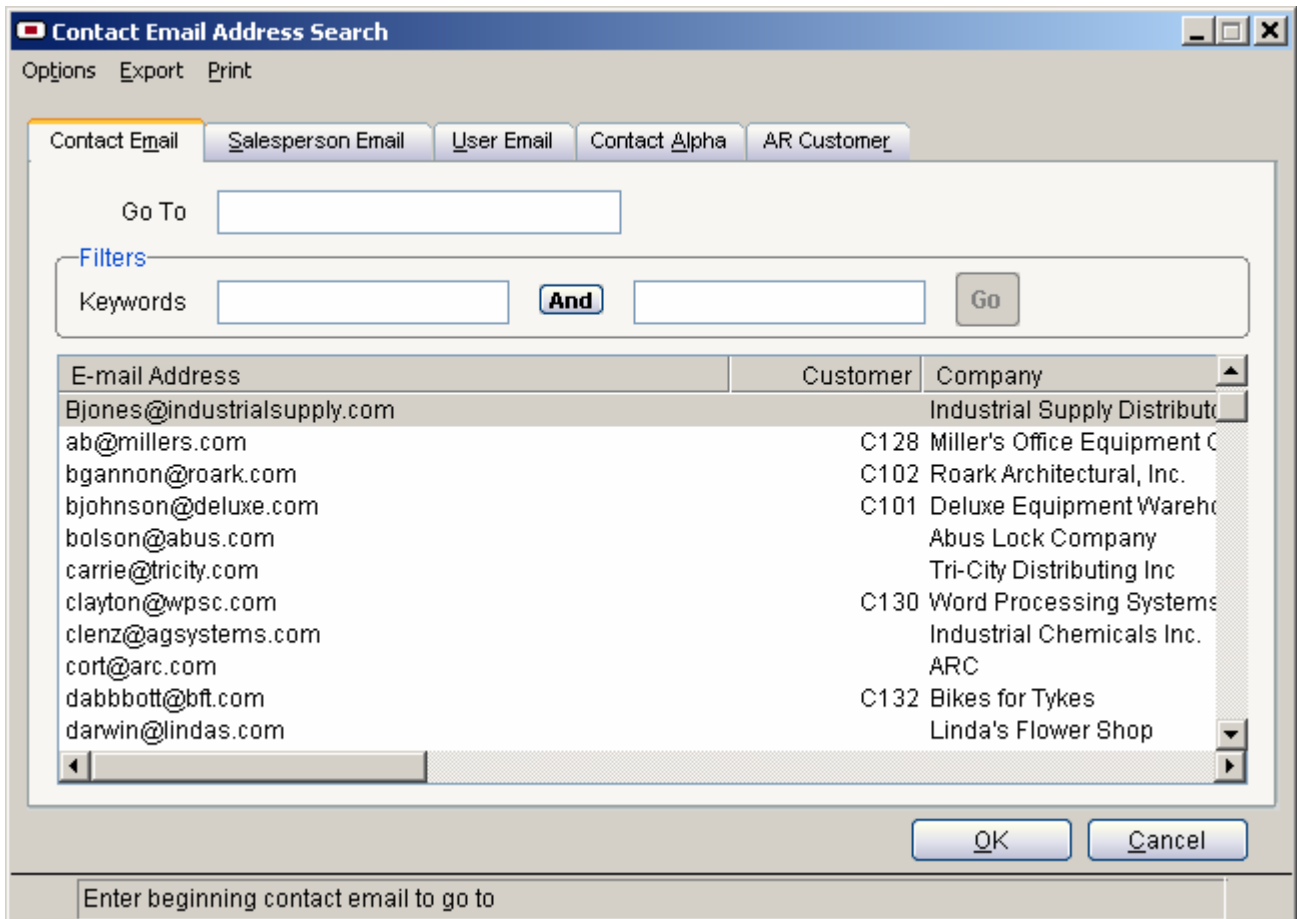 Contact Email Address Search
Options Export Print
Contact Email Salesperson Email User Email Contact Alpha AR Customer
Go To
Filters
Keywords And Go
E-mail Address Customer Company
Bjones@industrialsupply.com Industrial Supply Distributo
ab@millers.com C128 Miller's Office Equipment C
bgannon@roark.com C102 Roark Architectural, Inc.
bjohnson@deluxe.com C101 Deluxe Equipment Wareho
bolson@abus.com Abus Lock Company
carrie@tricity.com Tri-City Distributing Inc
clayton@wpsc.com C130 Word Processing Systems
clenz@agsystems.com Industrial Chemicals Inc.
cort@arc.com ARC
dabbbott@bft.com C132 Bikes for Tykes
darwin@lindas.com Linda's Flower Shop
OK Cancel
Enter beginning contact email to go to